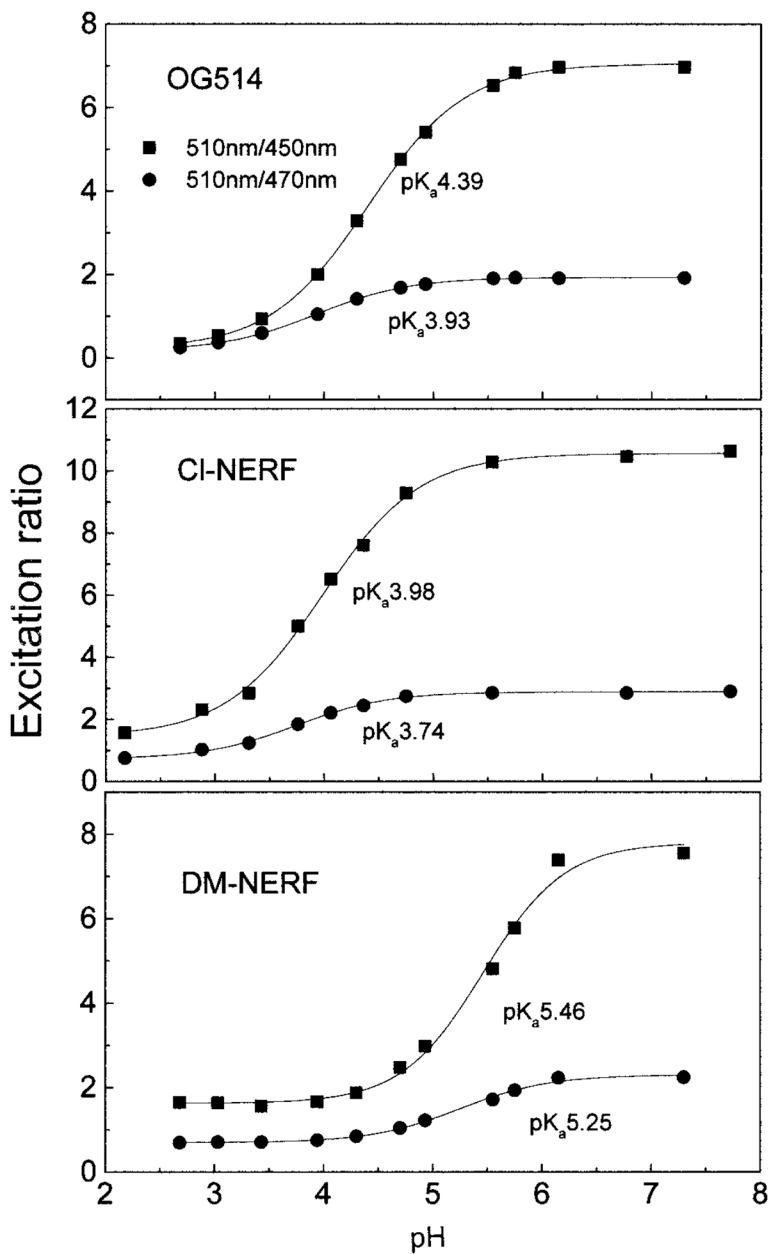 8
6
4
2
0
OG514
510nm/450nm
510nm/470nm
pKa4.39
pKa3.93
Excitation ratio
12
10
8
6
4
2
0
Cl-NERF
pKa3.98
pKa3.74
8
6
4
2
0
DM-NERF
pKa5.46
pKa5.25
2 3 4 5 6 7 8
pH